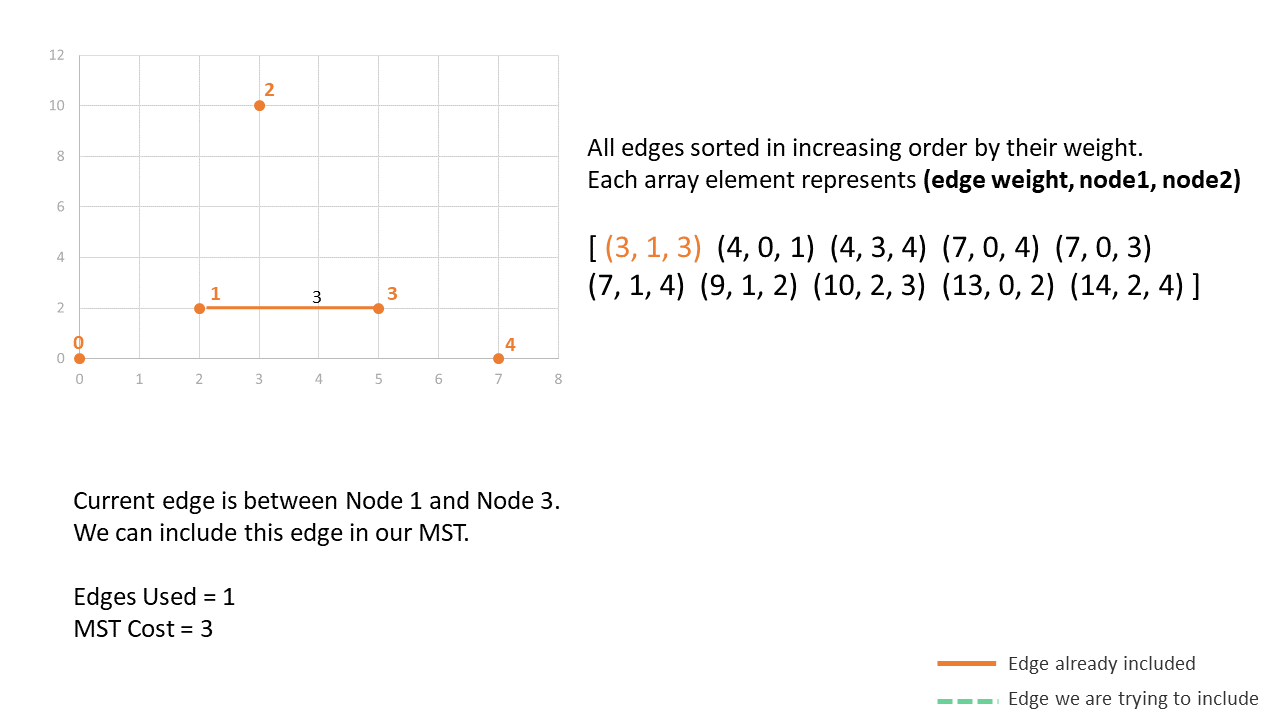 12
10
8
6
4
2
0
0 1 2 3 4 5 6 7 8
2
1 3 3
0 4
All edges sorted in increasing order by their weight.
Each array element represents (edge weight, node1, node2)
[ (3, 1, 3) (4, 0, 1) (4, 3, 4) (7, 0, 4) (7, 0, 3)
(7, 1, 4) (9, 1, 2) (10, 2, 3) (13, 0, 2) (14, 2, 4) ]
Current edge is between Node 1 and Node 3.
We can include this edge in our MST.
Edges Used = 1
MST Cost = 3
Edge already included
Edge we are trying to include